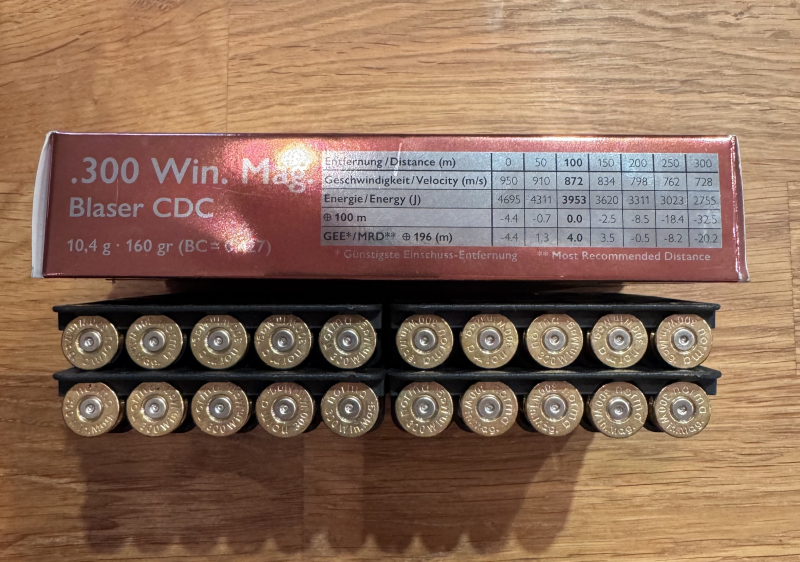 .300 Win. Mag
Blaser CDC
10,4 g · 160 gr (BC = 0,427)
Entfernung/Distance (m) 0 50 100 150 200 250 300
Geschwindigkeit/Velocity (m/s) 950 910 872 834 798 762 728
Energie/Energy (J) 4695 4311 3953 3620 3311 3023 2755
⊕ 100 m -4.4 -0.7 0.0 -2.5 -8.5 -18.4 -32.5
GEE*/MRD** ⊕ 196 (m) -4.4 1.3 4.0 3.5 -0.5 -8.2 -20.2
* Günstigste Einschuss-Entfernung ** Most Recommended Distance